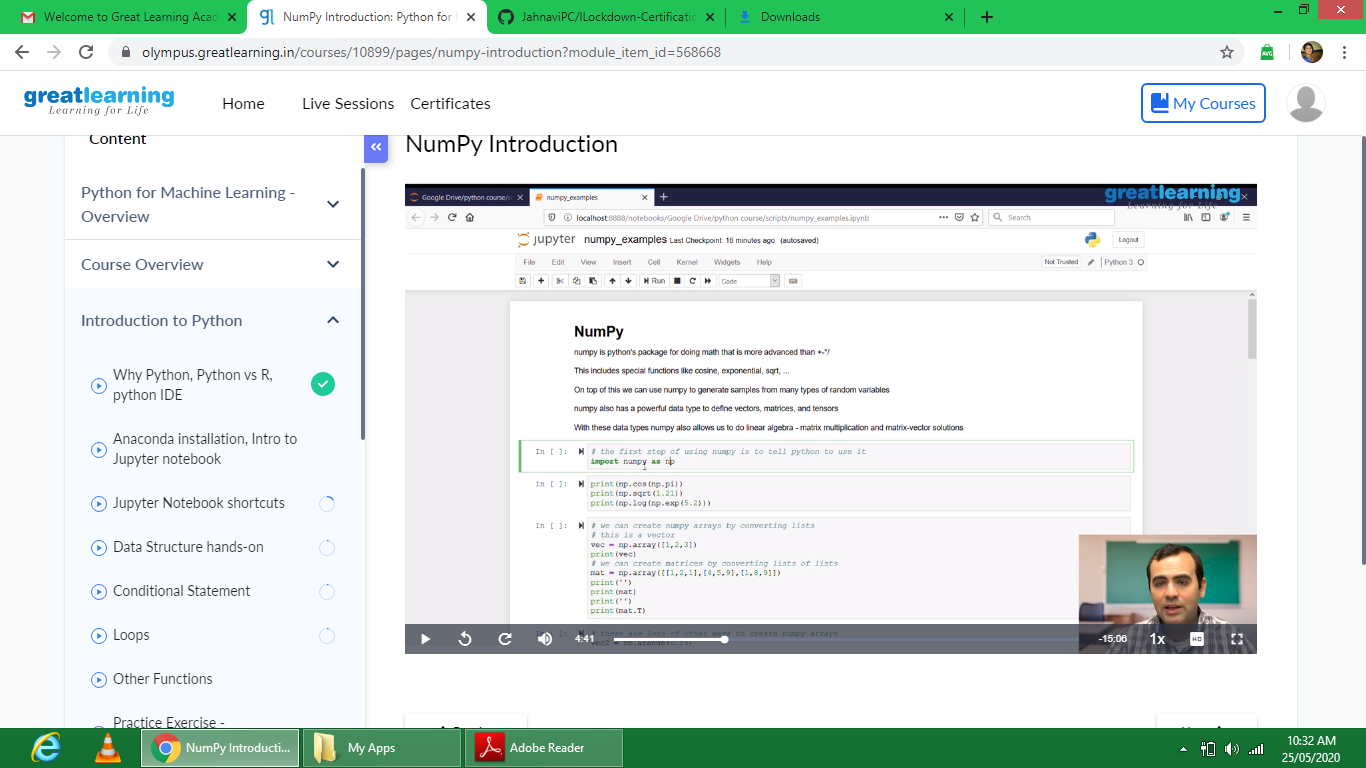 Welcome to Great Learning Acad
NumPy Introduction: Python for
JahnaviPC/ILockdown-Certificatio
Downloads
olympus.greatlearning.in/courses/10899/pages/numpy-introduction?module_item_id=568668
greatlearning
Learning for Life
Home
Live Sessions
Certificates
My Courses
Content
Python for Machine Learning -
Overview
Course Overview
Introduction to Python
Why Python, Python vs R,
python IDE
Anaconda installation, Intro to
Jupyter notebook
Jupyter Notebook shortcuts
Data Structure hands-on
Conditional Statement
Loops
Other Functions
Practice Exercise -
NumPy Introduction
Google Drive/python course/s
numpy_examples
greatlearning
Learning for Life
localhost:8888/notebooks/Google Drive/python course/scripts/numpy_examples.ipynb
Search
jupyter numpy_examples Last Checkpoint: 16 minutes ago (autosaved)
Logout
File Edit View Insert Cell Kernel Widgets Help
Not Trusted
Python 3
Run
Code
NumPy
numpy is python's package for doing math that is more advanced than +-*/
This includes special functions like cosine, exponential, sqrt, ...
On top of this we can use numpy to generate samples from many types of random variables
numpy also has a powerful data type to define vectors, matrices, and tensors
With these data types numpy also allows us to do linear algebra - matrix multiplication and matrix-vector solutions
In [ ]: # the first step of using numpy is to tell python to use it
import numpy as np
In [ ]: print(np.cos(np.pi))
print(np.sqrt(1.21))
print(np.log(np.exp(5.2)))
In [ ]: # we can create numpy arrays by converting lists
# this is a vector
vec = np.array([1,2,3])
print(vec)
# we can create matrices by converting lists of lists
mat = np.array([[1,2,1],[4,5,9],[1,8,9]])
print('')
print(mat)
print('')
print(mat.T)
In [ ]: # there are lots of other ways to create numpy arrays
4:41
-15:06
1x
HD
NumPy Introducti...
My Apps
Adobe Reader
10:32 AM
25/05/2020